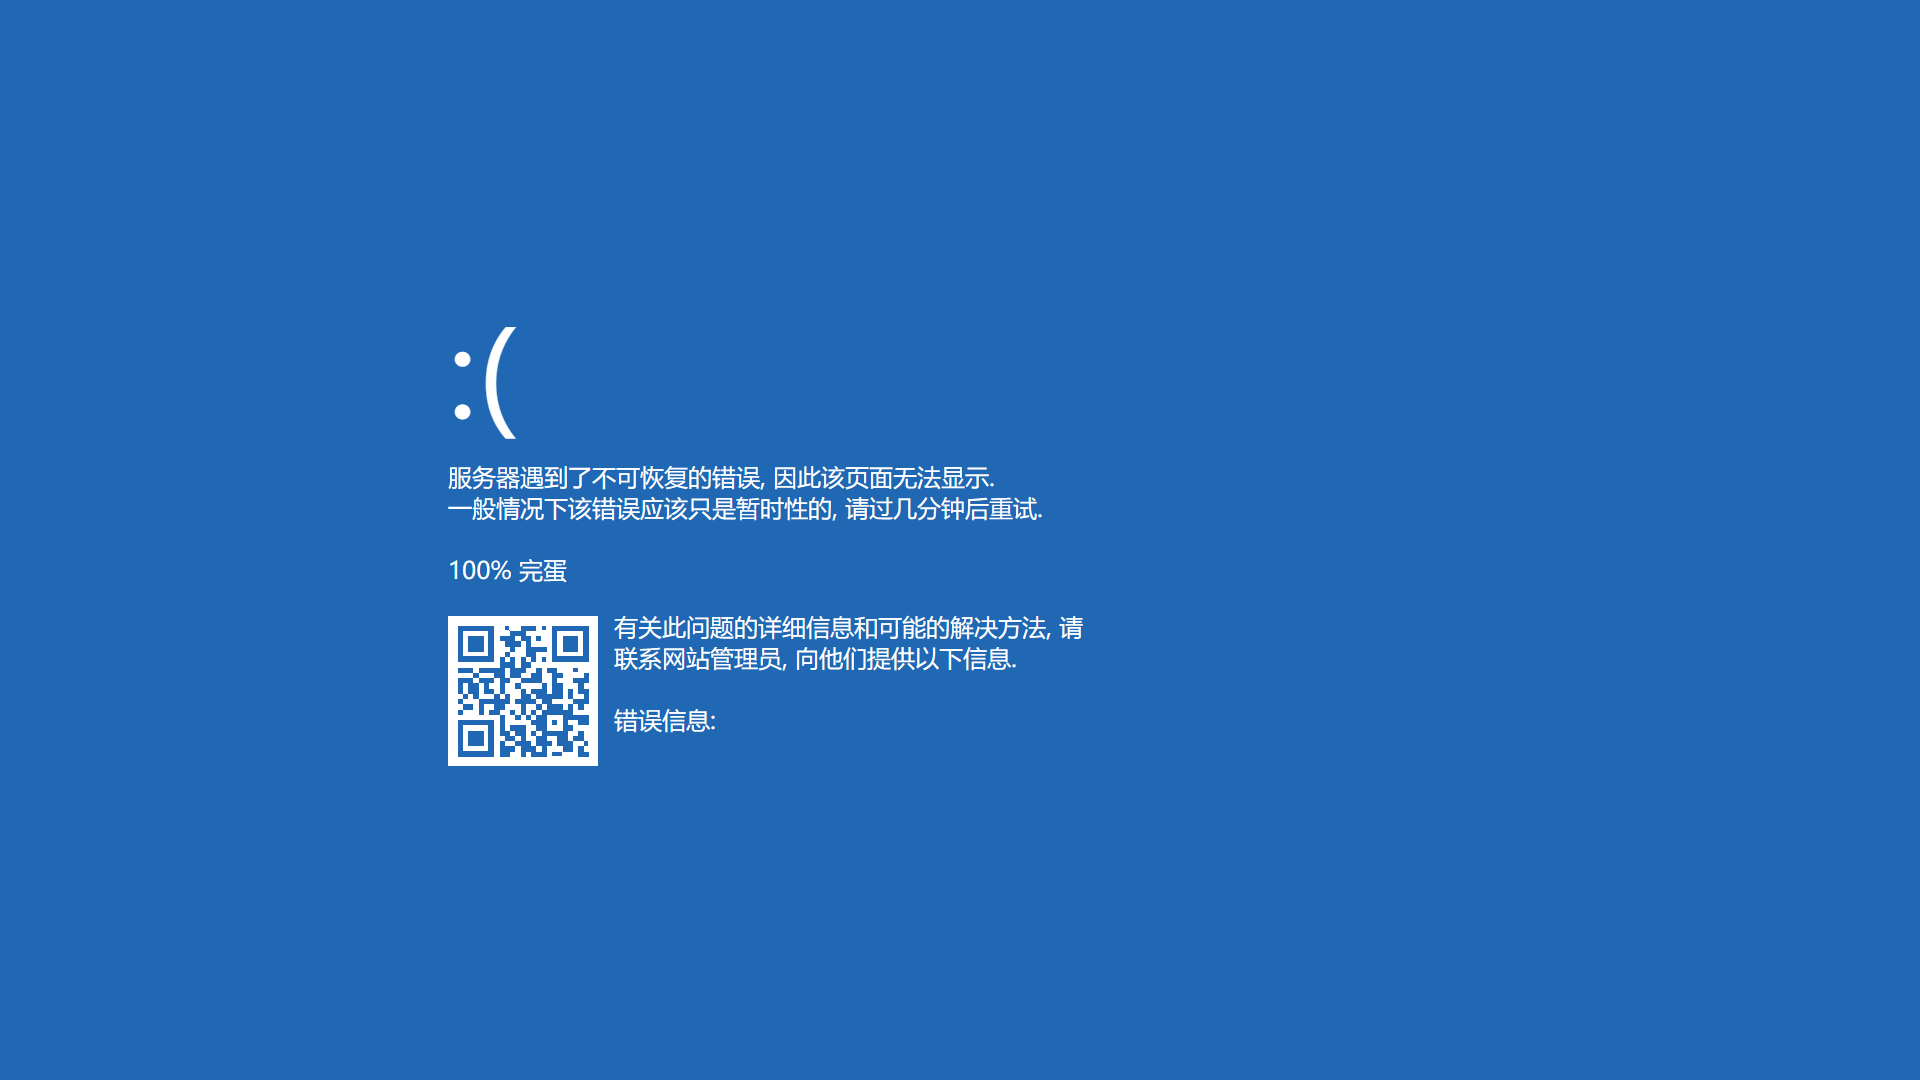 :(
服务器遇到了不可恢复的错误, 因此该页面无法显示.
一般情况下该错误应该只是暂时性的, 请过几分钟后重试.
100% 完蛋
有关此问题的详细信息和可能的解决方法, 请
联系网站管理员, 向他们提供以下信息.
错误信息: